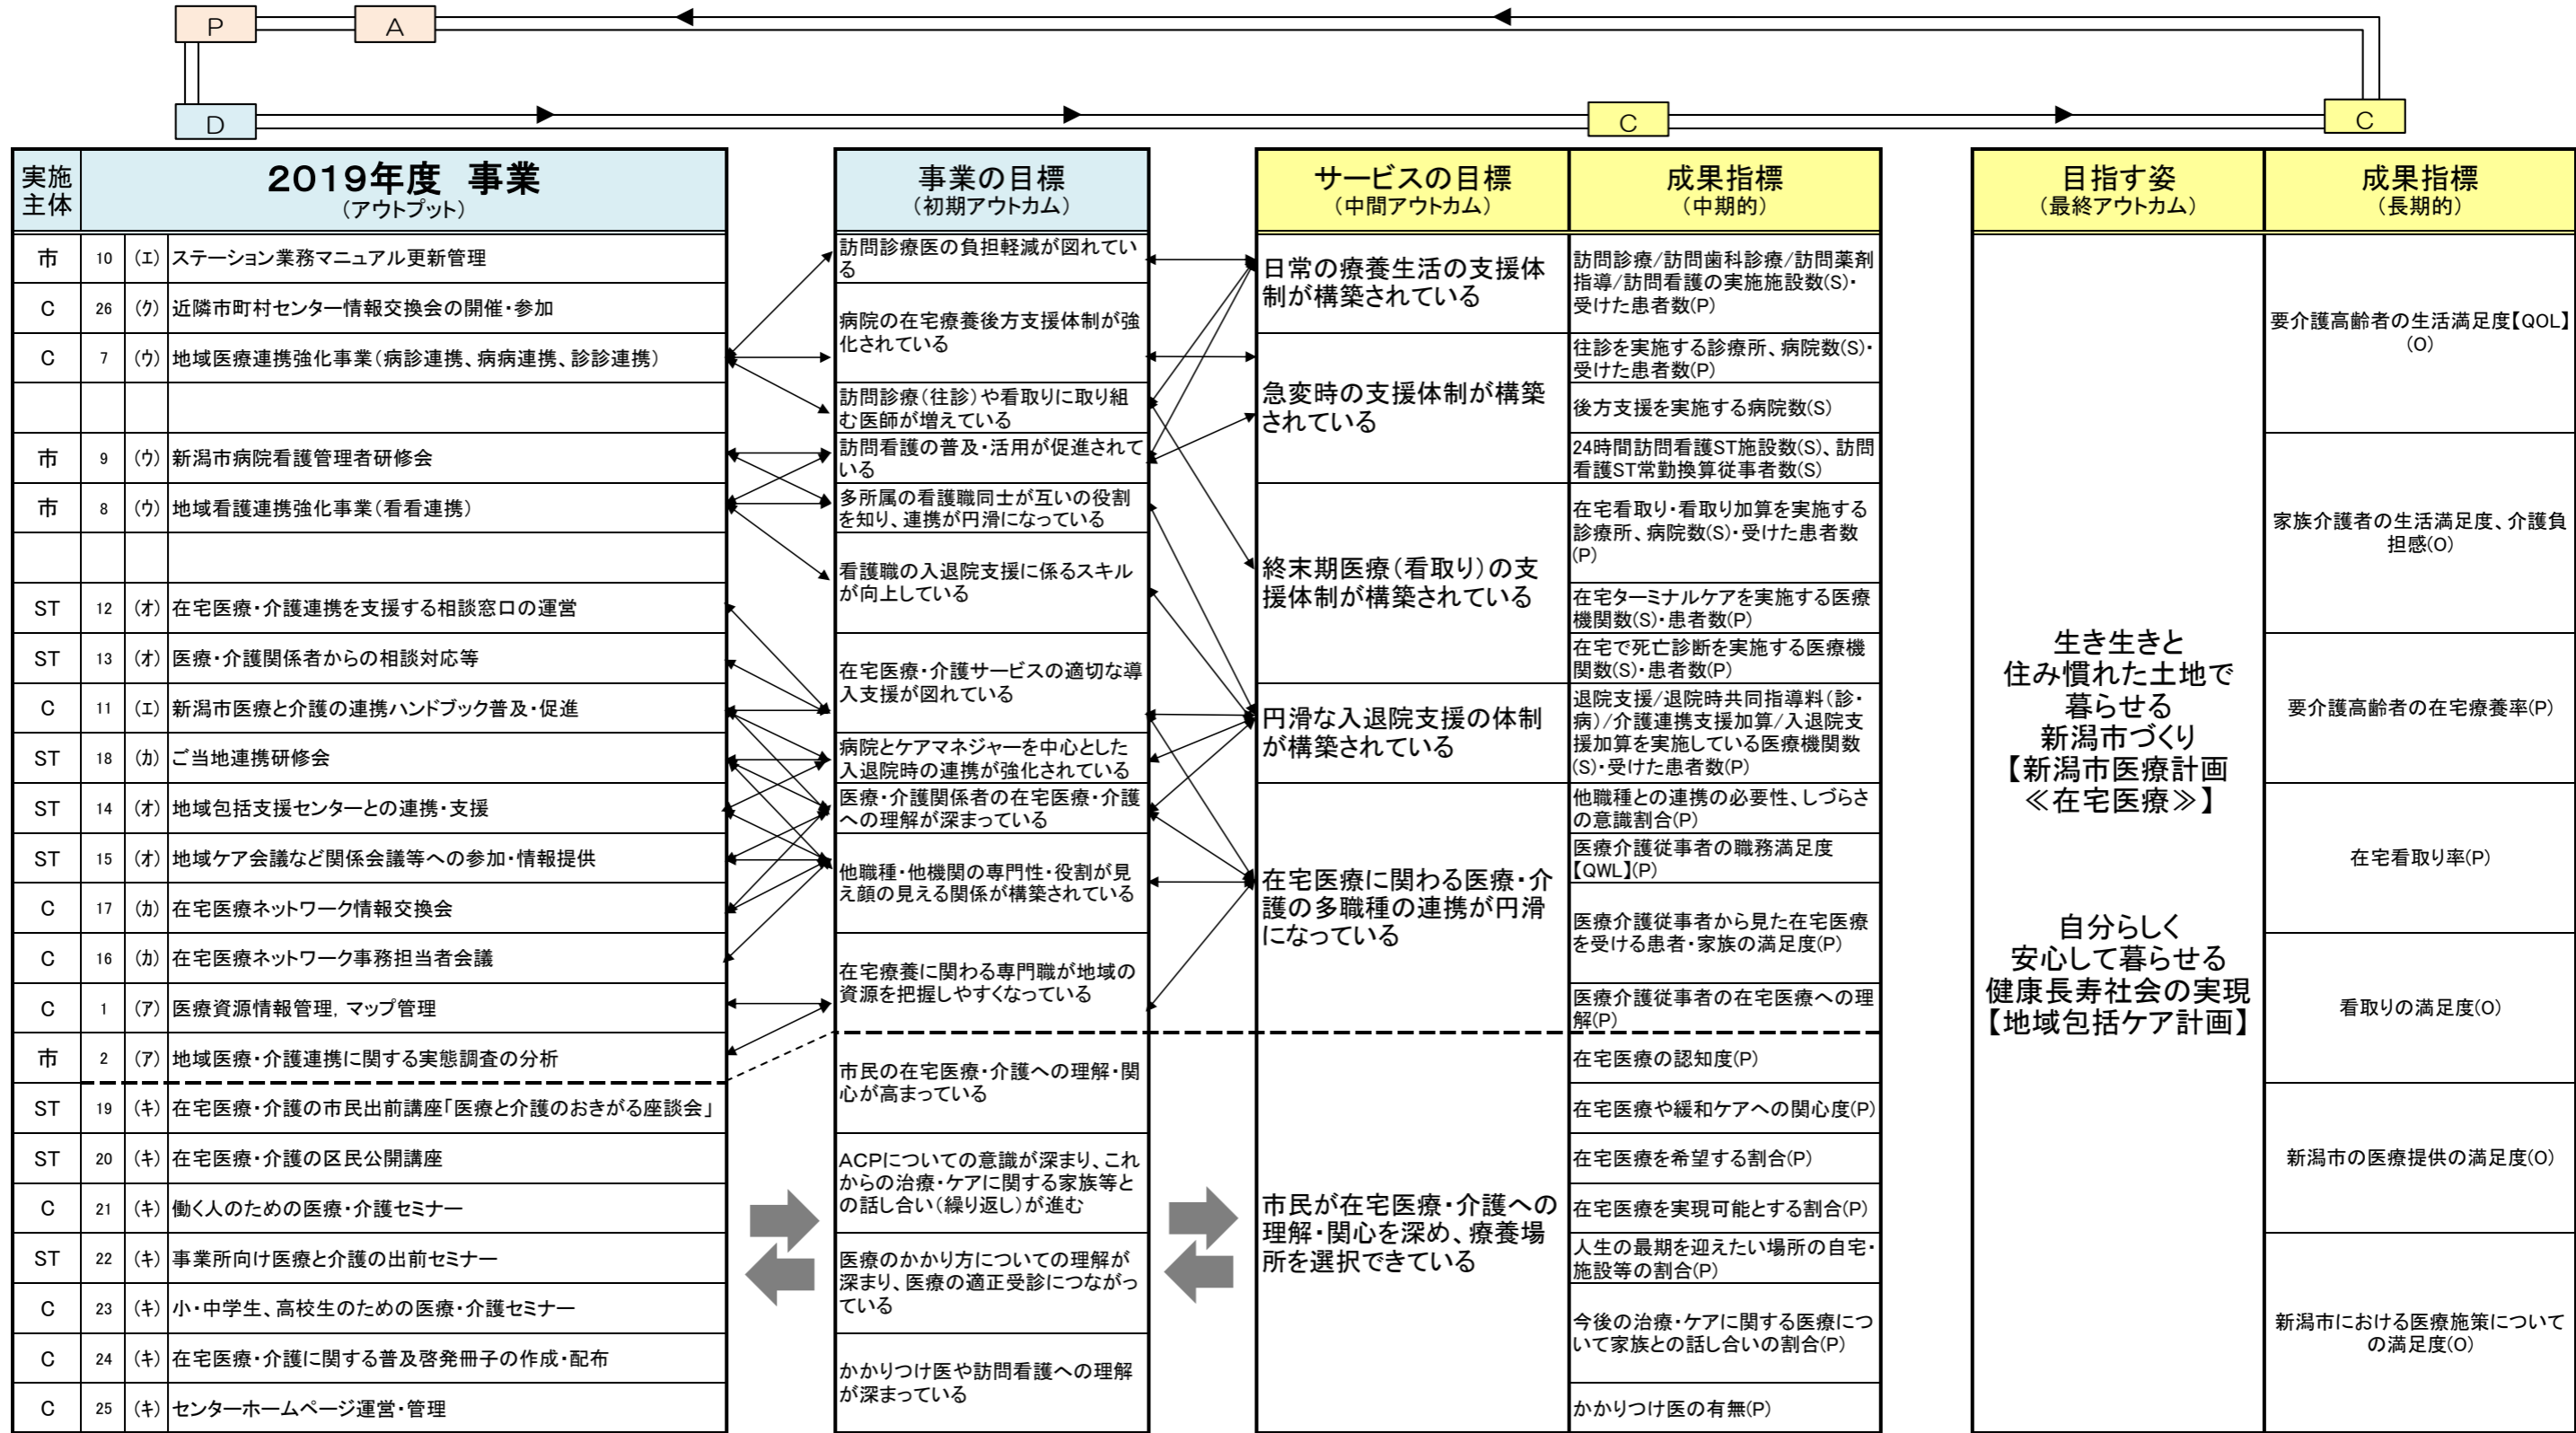 P
A
D
C
C
実施
主体
2019年度 事業
（アウトプット）
市 10 (エ) ステーション業務マニュアル更新管理
C 26 (ク) 近隣市町村センター情報交換会の開催・参加
C 7 (ウ) 地域医療連携強化事業（病診連携、病病連携、診診連携）
市 9 (ウ) 新潟市病院看護管理者研修会
市 8 (ウ) 地域看護連携強化事業（看看連携）
ST 12 (オ) 在宅医療・介護連携を支援する相談窓口の運営
ST 13 (オ) 医療・介護関係者からの相談対応等
C 11 (エ) 新潟市医療と介護の連携ハンドブック普及・促進
ST 18 (カ) ご当地連携研修会
ST 14 (オ) 地域包括支援センターとの連携・支援
ST 15 (オ) 地域ケア会議など関係会議等への参加・情報提供
C 17 (カ) 在宅医療ネットワーク情報交換会
C 16 (カ) 在宅医療ネットワーク事務担当者会議
C 1 (ア) 医療資源情報管理，マップ管理
市 2 (ア) 地域医療・介護連携に関する実態調査の分析
ST 19 (キ) 在宅医療・介護の市民出前講座「医療と介護のおきがる座談会」
ST 20 (キ) 在宅医療・介護の区民公開講座
C 21 (キ) 働く人のための医療・介護セミナー
ST 22 (キ) 事業所向け医療と介護の出前セミナー
C 23 (キ) 小・中学生、高校生のための医療・介護セミナー
C 24 (キ) 在宅医療・介護に関する普及啓発冊子の作成・配布
C 25 (キ) センターホームページ運営・管理
事業の目標
（初期アウトカム）
訪問診療医の負担軽減が図れてい
る
病院の在宅療養後方支援体制が強
化されている
訪問診療（往診）や看取りに取り組
む医師が増えている
訪問看護の普及・活用が促進されて
いる
多所属の看護職同士が互いの役割
を知り、連携が円滑になっている
看護職の入退院支援に係るスキル
が向上している
在宅医療・介護サービスの適切な導
入支援が図れている
病院とケアマネジャーを中心とした
入退院時の連携が強化されている
医療・介護関係者の在宅医療・介護
への理解が深まっている
他職種・他機関の専門性・役割が見
え顔の見える関係が構築されている
在宅療養に関わる専門職が地域の
資源を把握しやすくなっている
市民の在宅医療・介護への理解・関
心が高まっている
ACPについての意識が深まり、これ
からの治療・ケアに関する家族等と
の話し合い（繰り返し）が進む
医療のかかり方についての理解が
深まり、医療の適正受診につながっ
ている
かかりつけ医や訪問看護への理解
が深まっている
サービスの目標
（中間アウトカム）
日常の療養生活の支援体
制が構築されている
急変時の支援体制が構築
されている
終末期医療（看取り）の支
援体制が構築されている
円滑な入退院支援の体制
が構築されている
在宅医療に関わる医療・介
護の多職種の連携が円滑
になっている
市民が在宅医療・介護への
理解・関心を深め、療養場
所を選択できている
成果指標
（中期的）
訪問診療/訪問歯科診療/訪問薬剤
指導/訪問看護の実施施設数(S)・
受けた患者数(P)
往診を実施する診療所、病院数(S)・
受けた患者数(P)
後方支援を実施する病院数(S)
24時間訪問看護ST施設数(S)、訪問
看護ST常勤換算従事者数(S)
在宅看取り・看取り加算を実施する
診療所、病院数(S)・受けた患者数
(P)
在宅ターミナルケアを実施する医療
機関数(S)・患者数(P)
在宅で死亡診断を実施する医療機
関数(S)・患者数(P)
退院支援/退院時共同指導料（診・
病）/介護連携支援加算/入退院支
援加算を実施している医療機関数
(S)・受けた患者数(P)
他職種との連携の必要性、しづらさ
の意識割合(P)
医療介護従事者の職務満足度
【QWL】(P)
医療介護従事者から見た在宅医療
を受ける患者・家族の満足度(P)
医療介護従事者の在宅医療への理
解(P)
在宅医療の認知度(P)
在宅医療や緩和ケアへの関心度(P)
在宅医療を希望する割合(P)
在宅医療を実現可能とする割合(P)
人生の最期を迎えたい場所の自宅・
施設等の割合(P)
今後の治療・ケアに関する医療につ
いて家族との話し合いの割合(P)
かかりつけ医の有無(P)
目指す姿
（最終アウトカム）
生き生きと
住み慣れた土地で
暮らせる
新潟市づくり
【新潟市医療計画
≪在宅医療≫】
自分らしく
安心して暮らせる
健康長寿社会の実現
【地域包括ケア計画】
成果指標
（長期的）
要介護高齢者の生活満足度【QOL】
(O)
家族介護者の生活満足度、介護負
担感(O)
要介護高齢者の在宅療養率(P)
在宅看取り率(P)
看取りの満足度(O)
新潟市の医療提供の満足度(O)
新潟市における医療施策について
の満足度(O)